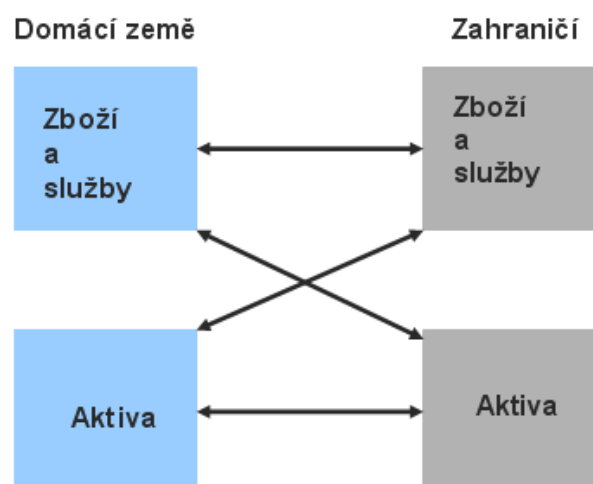 Domácí země
Zahraničí
Zboží
a
služby
Zboží
a
služby
Aktiva
Aktiva